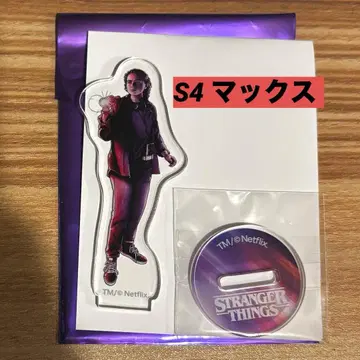 S4 マックス
TM/© Netflix.
STRANGER
THINGS
TM/© Netflix.